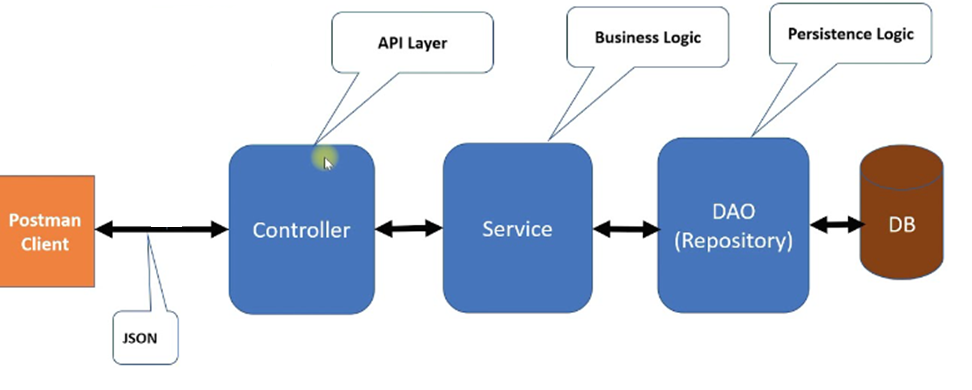 API Layer
Business Logic
Persistence Logic
Postman
Client
Controller
Service
DAO
(Repository)
DB
JSON